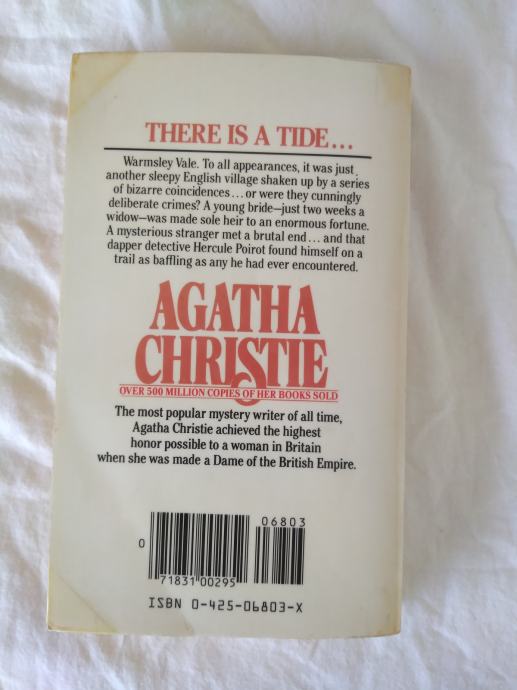 THERE IS A TIDE...
Warmsley Vale. To all appearances, it was just
another sleepy English village shaken up by a series
of bizarre coincidences...or were they cunningly
deliberate crimes? A young bride—just two weeks a
widow—was made sole heir to an enormous fortune.
A mysterious stranger met a brutal end...and that
dapper detective Hercule Poirot found himself on a
trail as baffling as any he had ever encountered.
AGATHA
CHRISTIE
OVER 500 MILLION COPIES OF HER BOOKS SOLD
The most popular mystery writer of all time,
Agatha Christie achieved the highest
honor possible to a woman in Britain
when she was made a Dame of the British Empire.
06803
0
71831 00295
ISBN 0-425-06803-X